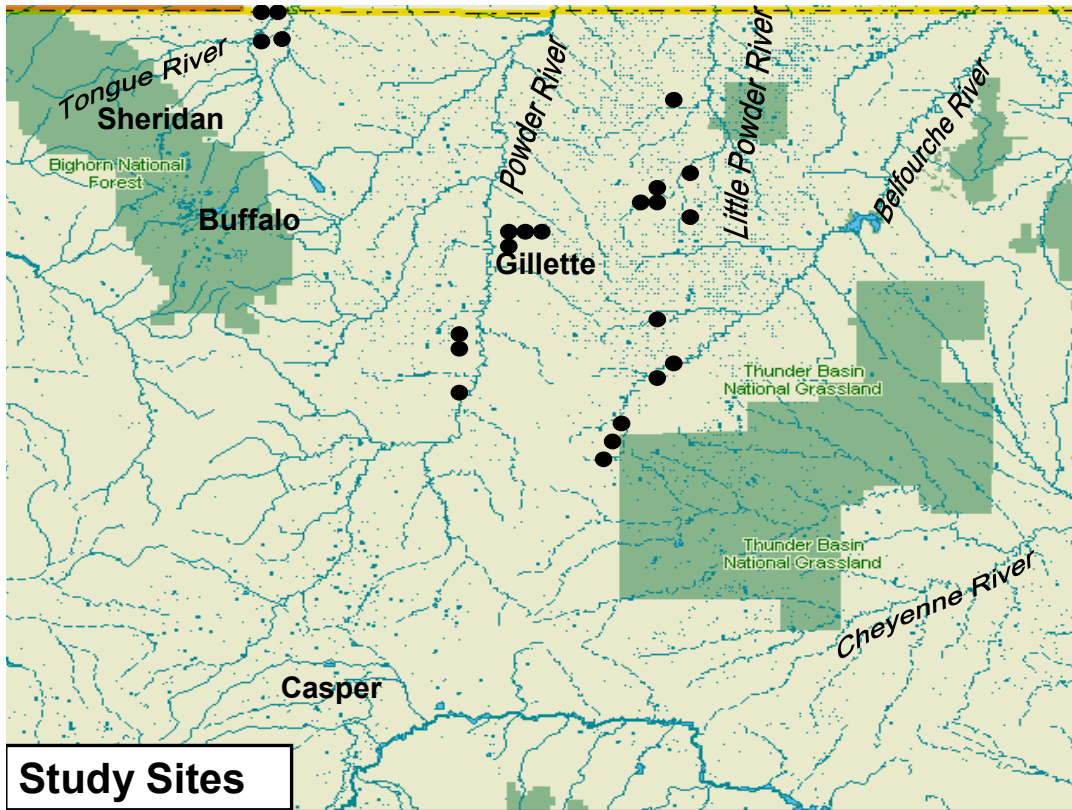 Tongue River
Sheridan
Bighorn National
Forest
Buffalo
Powder River
Little Powder River
Belfourche River
Gillette
Thunder Basin
National Grassland
Thunder Basin
National Grassland
Cheyenne River
Casper
Study Sites